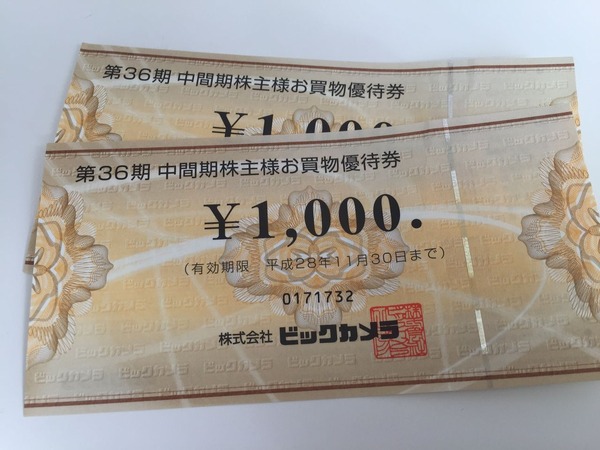 第36期 中間期株主様お買物優待券
¥1,000.
第36期 中間期株主様お買物優待券
¥1,000.
(有効期限 平成28年11月30日まで)
0171732
株式会社 ビックカメラ